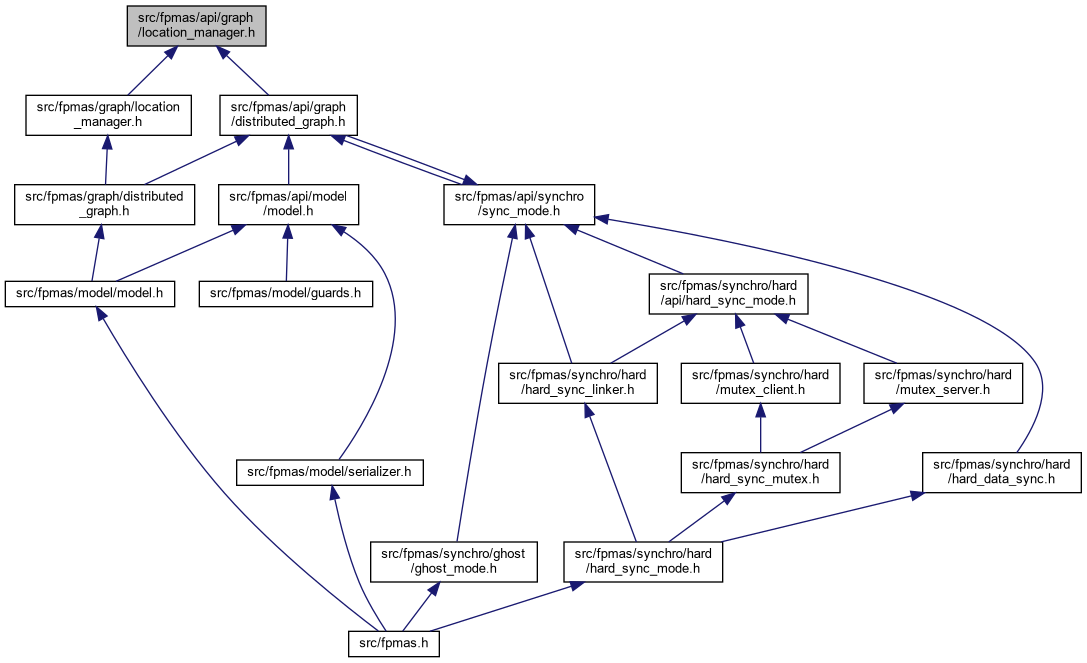 src/fpmas/api/graph
/location_manager.h
src/fpmas/graph/location
_manager.h
src/fpmas/api/graph
/distributed_graph.h
src/fpmas/graph/distributed
_graph.h
src/fpmas/api/model
/model.h
src/fpmas/api/synchro
/sync_mode.h
src/fpmas/model/model.h
src/fpmas/model/guards.h
src/fpmas/synchro/hard
/api/hard_sync_mode.h
src/fpmas/synchro/hard
/hard_sync_linker.h
src/fpmas/synchro/hard
/mutex_client.h
src/fpmas/synchro/hard
/mutex_server.h
src/fpmas/model/serializer.h
src/fpmas/synchro/hard
/hard_sync_mutex.h
src/fpmas/synchro/hard
/hard_data_sync.h
src/fpmas/synchro/ghost
/ghost_mode.h
src/fpmas/synchro/hard
/hard_sync_mode.h
src/fpmas.h